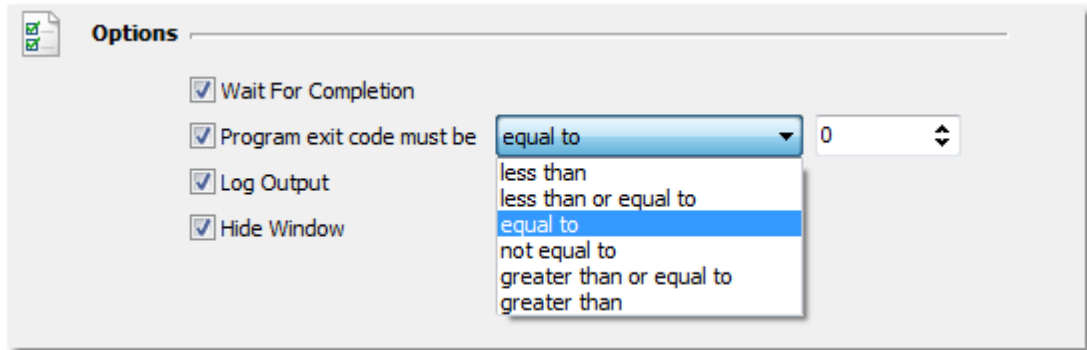 Options
Wait For Completion
Program exit code must be equal to 0
less than
Log Output
less than or equal to
equal to
Hide Window
not equal to
greater than or equal to
greater than